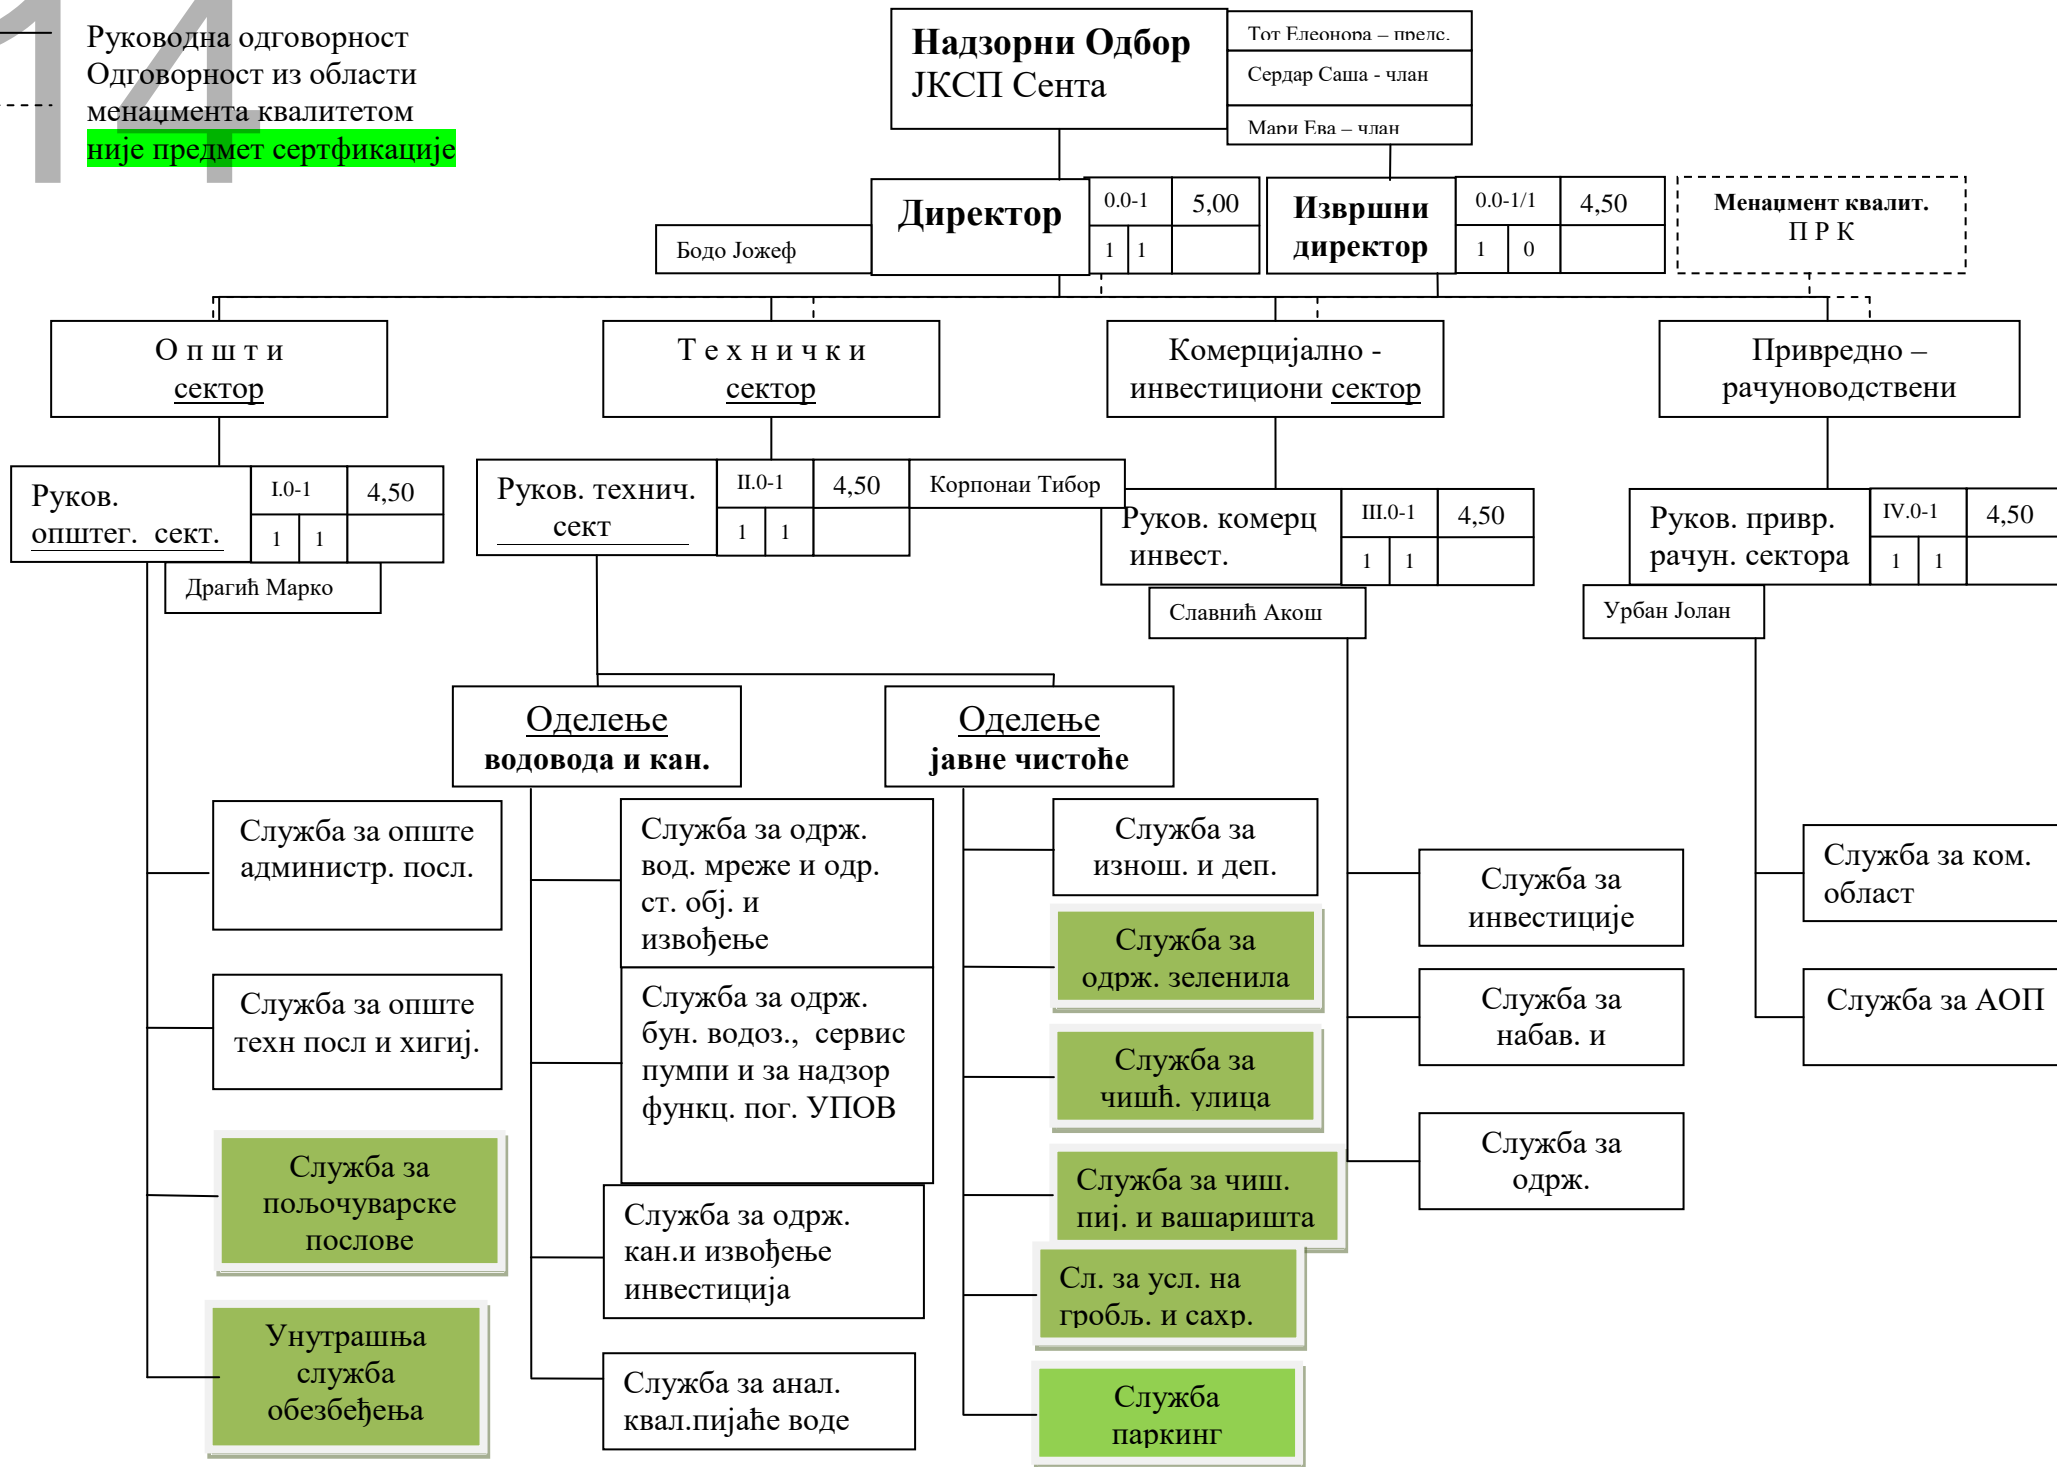 14
Руководна одговорност
Одговорност из области
менаџмента квалитетом
није предмет сертфикације
Надзорни Одбор
ЈКСП Сента
Тот Елеонора – предс.
Сердар Саша - члан
Мари Ева – члан
Директор
0.0-1
5,00
1
1
Бодо Јожеф
Извршни
директор
0.0-1/1
4,50
1
0
Менаџмент квалит.
П Р К
О п ш т и
сектор
Т е х н и ч к и
сектор
Комерцијално -
инвестициони сектор
Привредно –
рачуноводствени
Руков.
општег. сект.
I.0-1
4,50
1
1
Драгић Марко
Руков. технич.
сект
II.0-1
4,50
1
1
Корпонаи Тибор
Руков. комерц
инвест.
III.0-1
4,50
1
1
Славнић Акош
Руков. привр.
рачун. сектора
IV.0-1
4,50
1
1
Урбан Јолан
Оделење
водовода и кан.
Оделење
јавне чистоће
Служба за опште
администр. посл.
Служба за опште
техн посл и хигиј.
Служба за
пољочуварске
послове
Унутрашња
служба
обезбеђења
Служба за одрж.
вод. мреже и одр.
ст. обј. и
извођење
Служба за одрж.
бун. водоз., сервис
пумпи и за надзор
функц. пог. УПОВ
Служба за одрж.
кан.и извођење
инвестиција
Служба за анал.
квал.пијаће воде
Служба за
изнош. и деп.
Служба за
одрж. зеленила
Служба за
чишћ. улица
Служба за чиш.
пиј. и вашаришта
Сл. за усл. на
гробљ. и сахр.
Служба
паркинг
Служба за
инвестиције
Служба за
набав. и
Служба за
одрж.
Служба за ком.
област
Служба за АОП